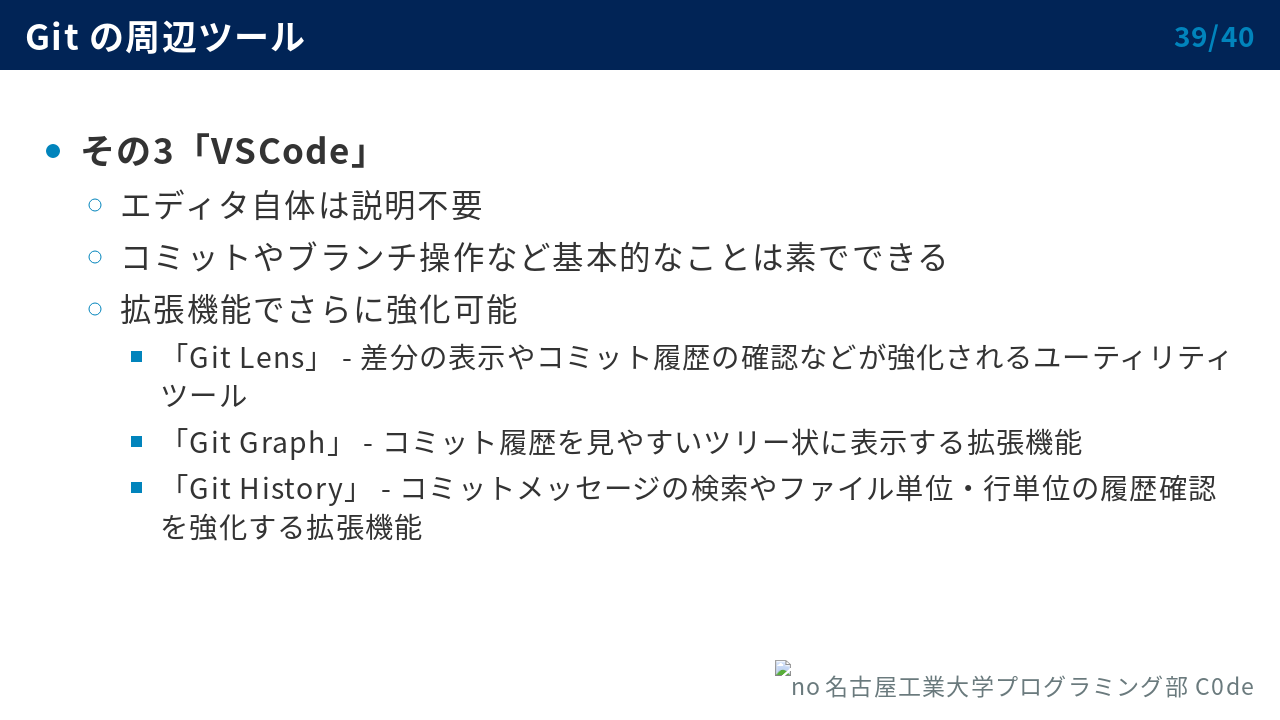 Git の周辺ツール
39/40
その3「VSCode」
エディタ自体は説明不要
コミットやブランチ操作など基本的なことは素でできる
拡張機能でさらに強化可能
「Git Lens」 - 差分の表示やコミット履歴の確認などが強化されるユーティリティ
ツール
「Git Graph」 - コミット履歴を見やすいツリー状に表示する拡張機能
「Git History」 - コミットメッセージの検索やファイル単位・行単位の履歴確認
を強化する拡張機能
no 名古屋工業大学プログラミング部 C0de